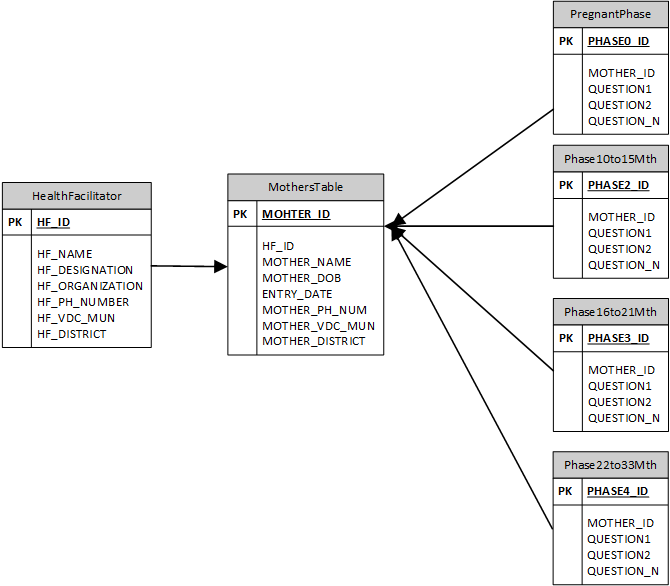 HealthFacilitator
PK HF_ID
HF_NAME
HF_DESIGNATION
HF_ORGANIZATION
HF_PH_NUMBER
HF_VDC_MUN
HF_DISTRICT
MothersTable
PK MOHTER_ID
HF_ID
MOTHER_NAME
MOTHER_DOB
ENTRY_DATE
MOTHER_PH_NUM
MOTHER_VDC_MUN
MOTHER_DISTRICT
PregnantPhase
PK PHASE0_ID
MOTHER_ID
QUESTION1
QUESTION2
QUESTION_N
Phase10to15Mth
PK PHASE2_ID
MOTHER_ID
QUESTION1
QUESTION2
QUESTION_N
Phase16to21Mth
PK PHASE3_ID
MOTHER_ID
QUESTION1
QUESTION2
QUESTION_N
Phase22to33Mth
PK PHASE4_ID
MOTHER_ID
QUESTION1
QUESTION2
QUESTION_N